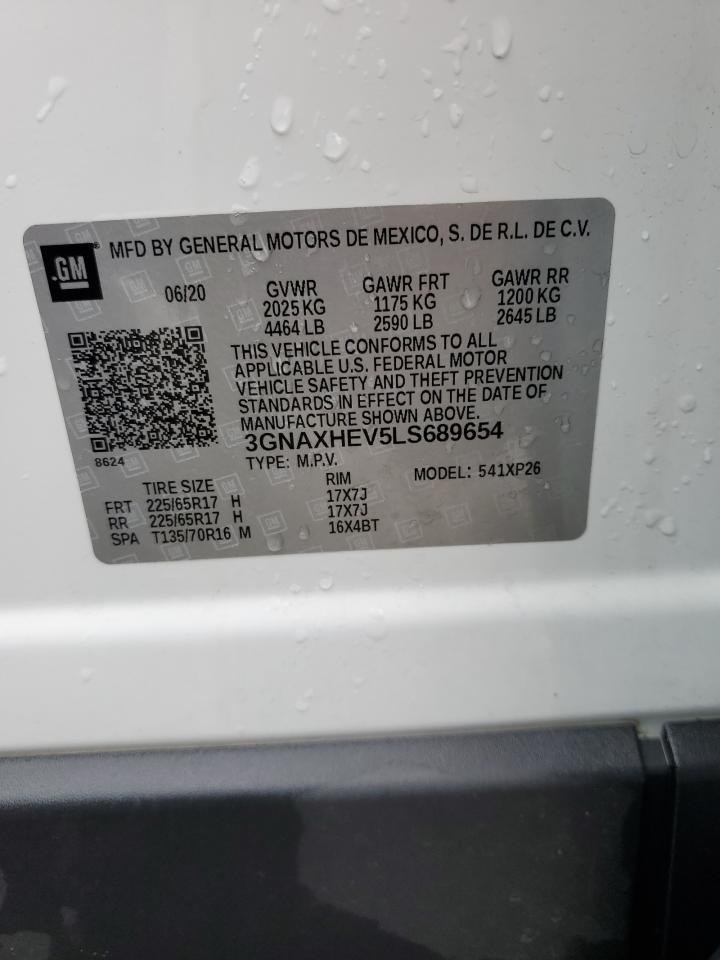 GM® MFD BY GENERAL MOTORS DE MEXICO, S. DE R.L. DE C.V.
06/20 GVWR GAWR FRT GAWR RR
2025 KG 1175 KG 1200 KG
4464 LB 2590 LB 2645 LB
THIS VEHICLE CONFORMS TO ALL
APPLICABLE U.S. FEDERAL MOTOR
VEHICLE SAFETY AND THEFT PREVENTION
STANDARDS IN EFFECT ON THE DATE OF
MANUFACTURE SHOWN ABOVE.
8624 3GNAXHEV5LS689654
TYPE: M.P.V. MODEL: 541XP26
TIRE SIZE RIM
FRT 225/65R17 H 17X7J
RR 225/65R17 H 17X7J
SPA T135/70R16 M 16X4BT